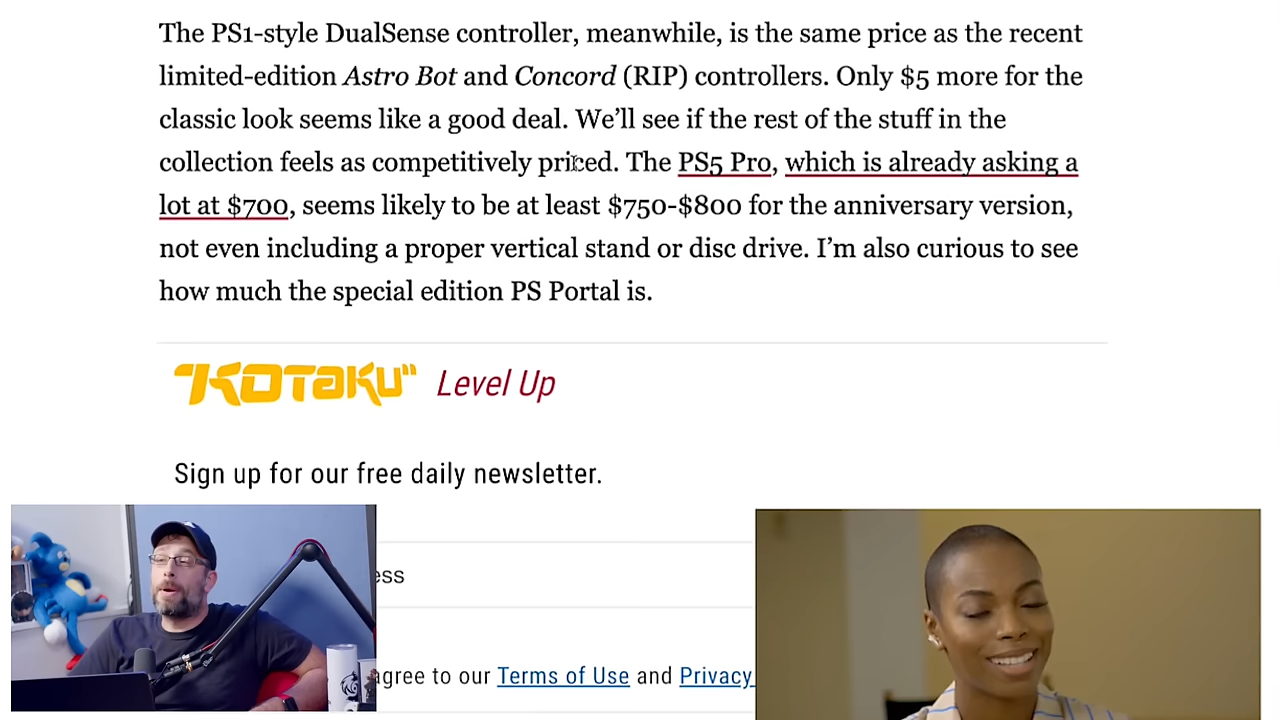 The PS1-style DualSense controller, meanwhile, is the same price as the recent
limited-edition Astro Bot and Concord (RIP) controllers. Only $5 more for the
classic look seems like a good deal. We’ll see if the rest of the stuff in the
collection feels as competitively priced. The PS5 Pro, which is already asking a
lot at $700, seems likely to be at least $750-$800 for the anniversary version,
not even including a proper vertical stand or disc drive. I’m also curious to see
how much the special edition PS Portal is.
"KOTaKU" Level Up
Sign up for our free daily newsletter.
ess
agree to our Terms of Use and Privacy